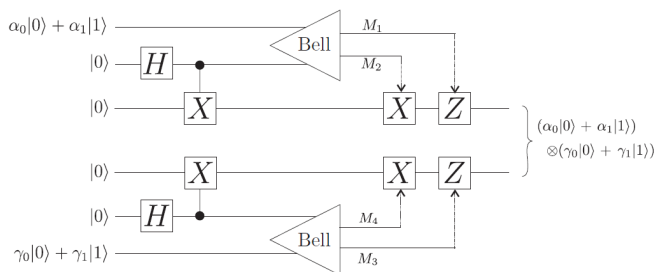 α₀|0⟩ + α₁|1⟩
Bell
M₁
|0⟩ H
M₂
|0⟩ X X Z
(α₀|0⟩ + α₁|1⟩)
⊗(γ₀|0⟩ + γ₁|1⟩)
|0⟩ X X Z
|0⟩ H
M₄
Bell
γ₀|0⟩ + γ₁|1⟩
M₃